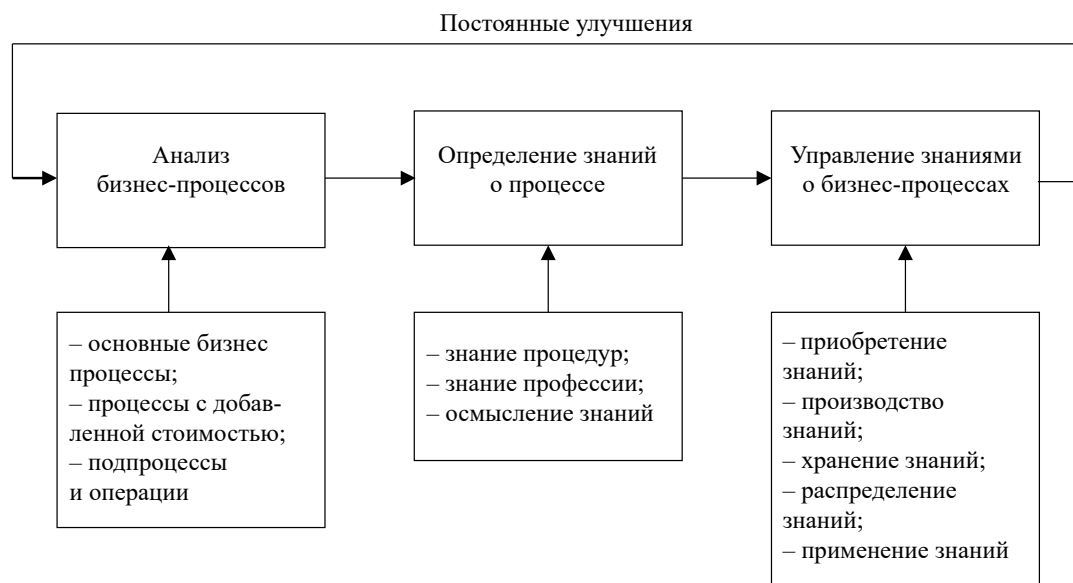 Постоянные улучшения
Анализ
бизнес-процессов
Определение знаний
о процессе
Управление знаниями
о бизнес-процессах
– основные бизнес
процессы;
– процессы с добав-
ленной стоимостью;
– подпроцессы
и операции
– знание процедур;
– знание профессии;
– осмысление знаний
– приобретение
знаний;
– производство
знаний;
– хранение знаний;
– распределение
знаний;
– применение знаний